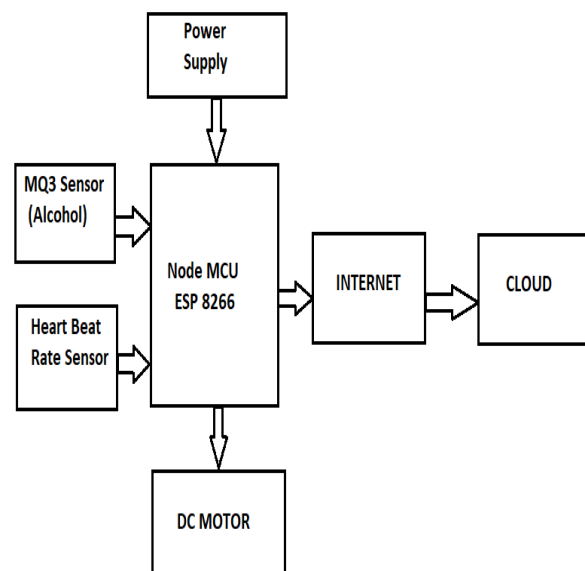 Power
Supply
MQ3 Sensor
(Alcohol)
Node MCU
ESP 8266
INTERNET
CLOUD
Heart Beat
Rate Sensor
DC MOTOR